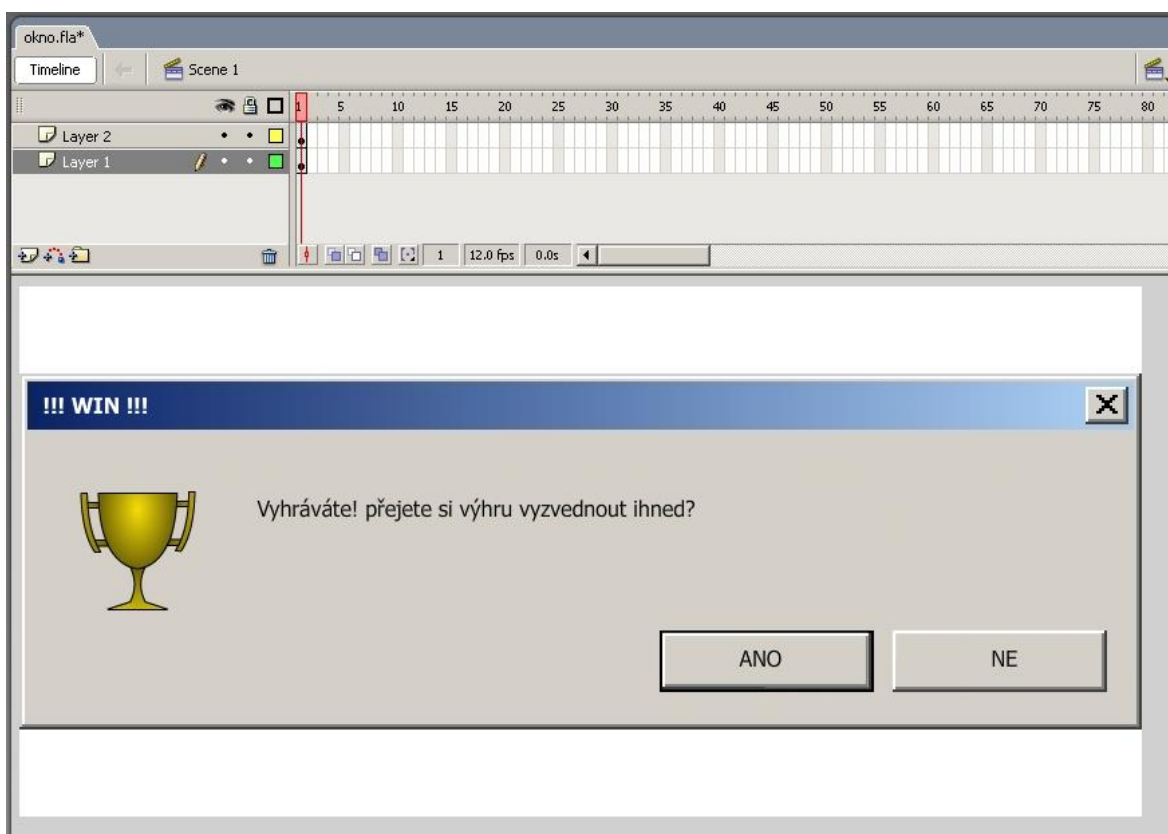 okno.fla*
Timeline Scene 1
1 5 10 15 20 25 30 35 40 45 50 55 60 65 70 75 80
Layer 2
Layer 1
1 12.0 fps 0.0s
!!! WIN !!!
Vyhráváte! přejete si výhru vyzvednout ihned?
ANO NE